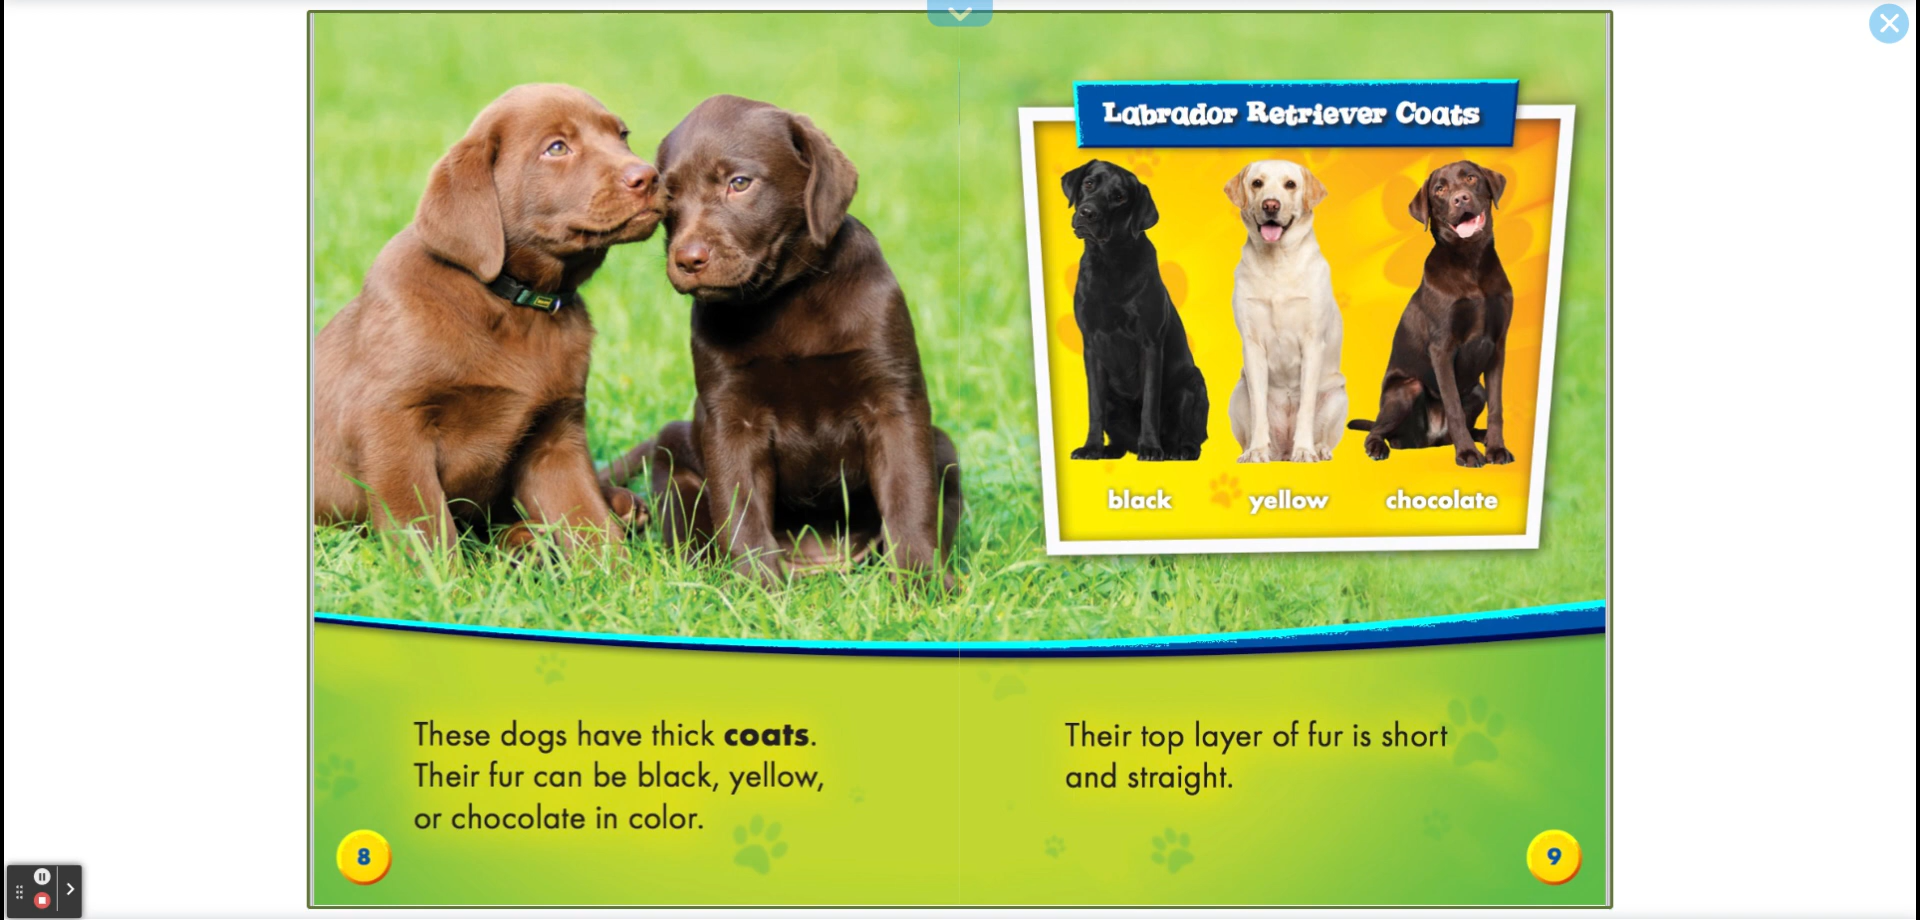 Labrador Retriever Coats
black yellow chocolate
These dogs have thick coats.
Their fur can be black, yellow,
or chocolate in color.
8
Their top layer of fur is short
and straight.
9